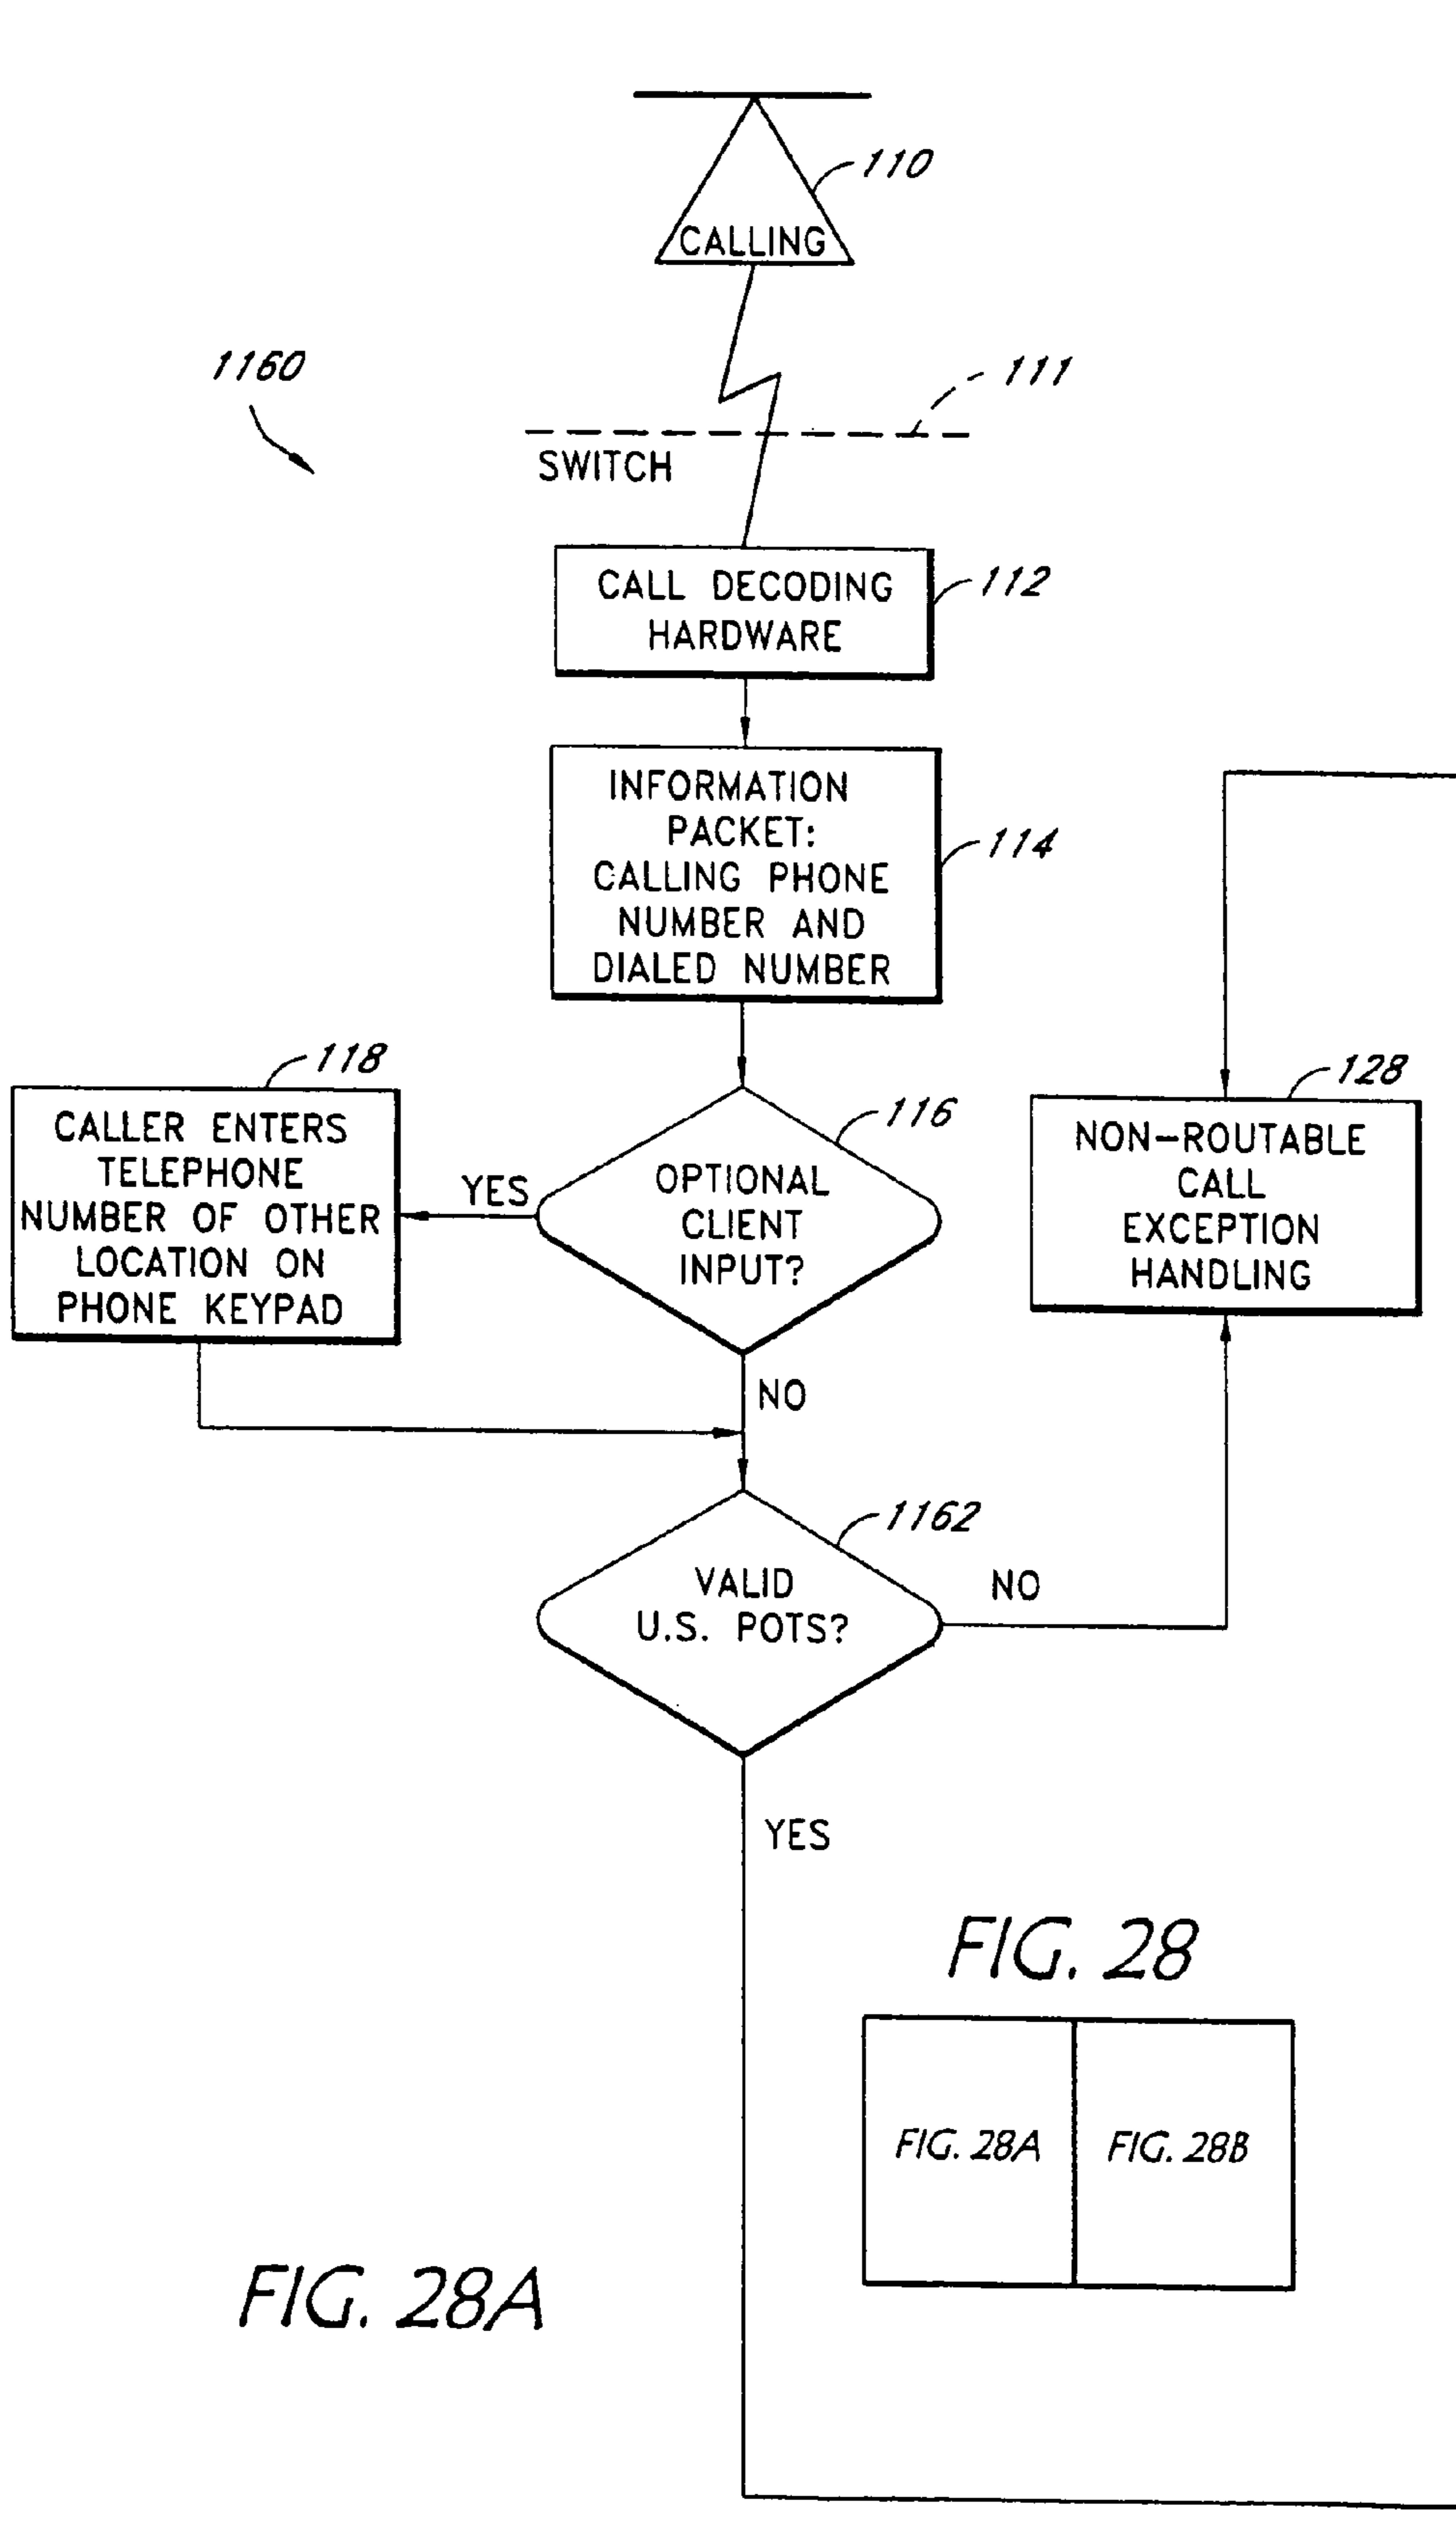 110
CALLING
1160
111
SWITCH
CALL DECODING
HARDWARE
112
INFORMATION
PACKET:
CALLING PHONE
NUMBER AND
DIALED NUMBER
114
118
CALLER ENTERS
TELEPHONE
NUMBER OF OTHER
LOCATION ON
PHONE KEYPAD
YES
116
OPTIONAL
CLIENT
INPUT?
NO
128
NON-ROUTABLE
CALL
EXCEPTION
HANDLING
1162
VALID
U.S. POTS?
NO
YES
FIG. 28
FIG. 28A
FIG. 28B
FIG. 28A